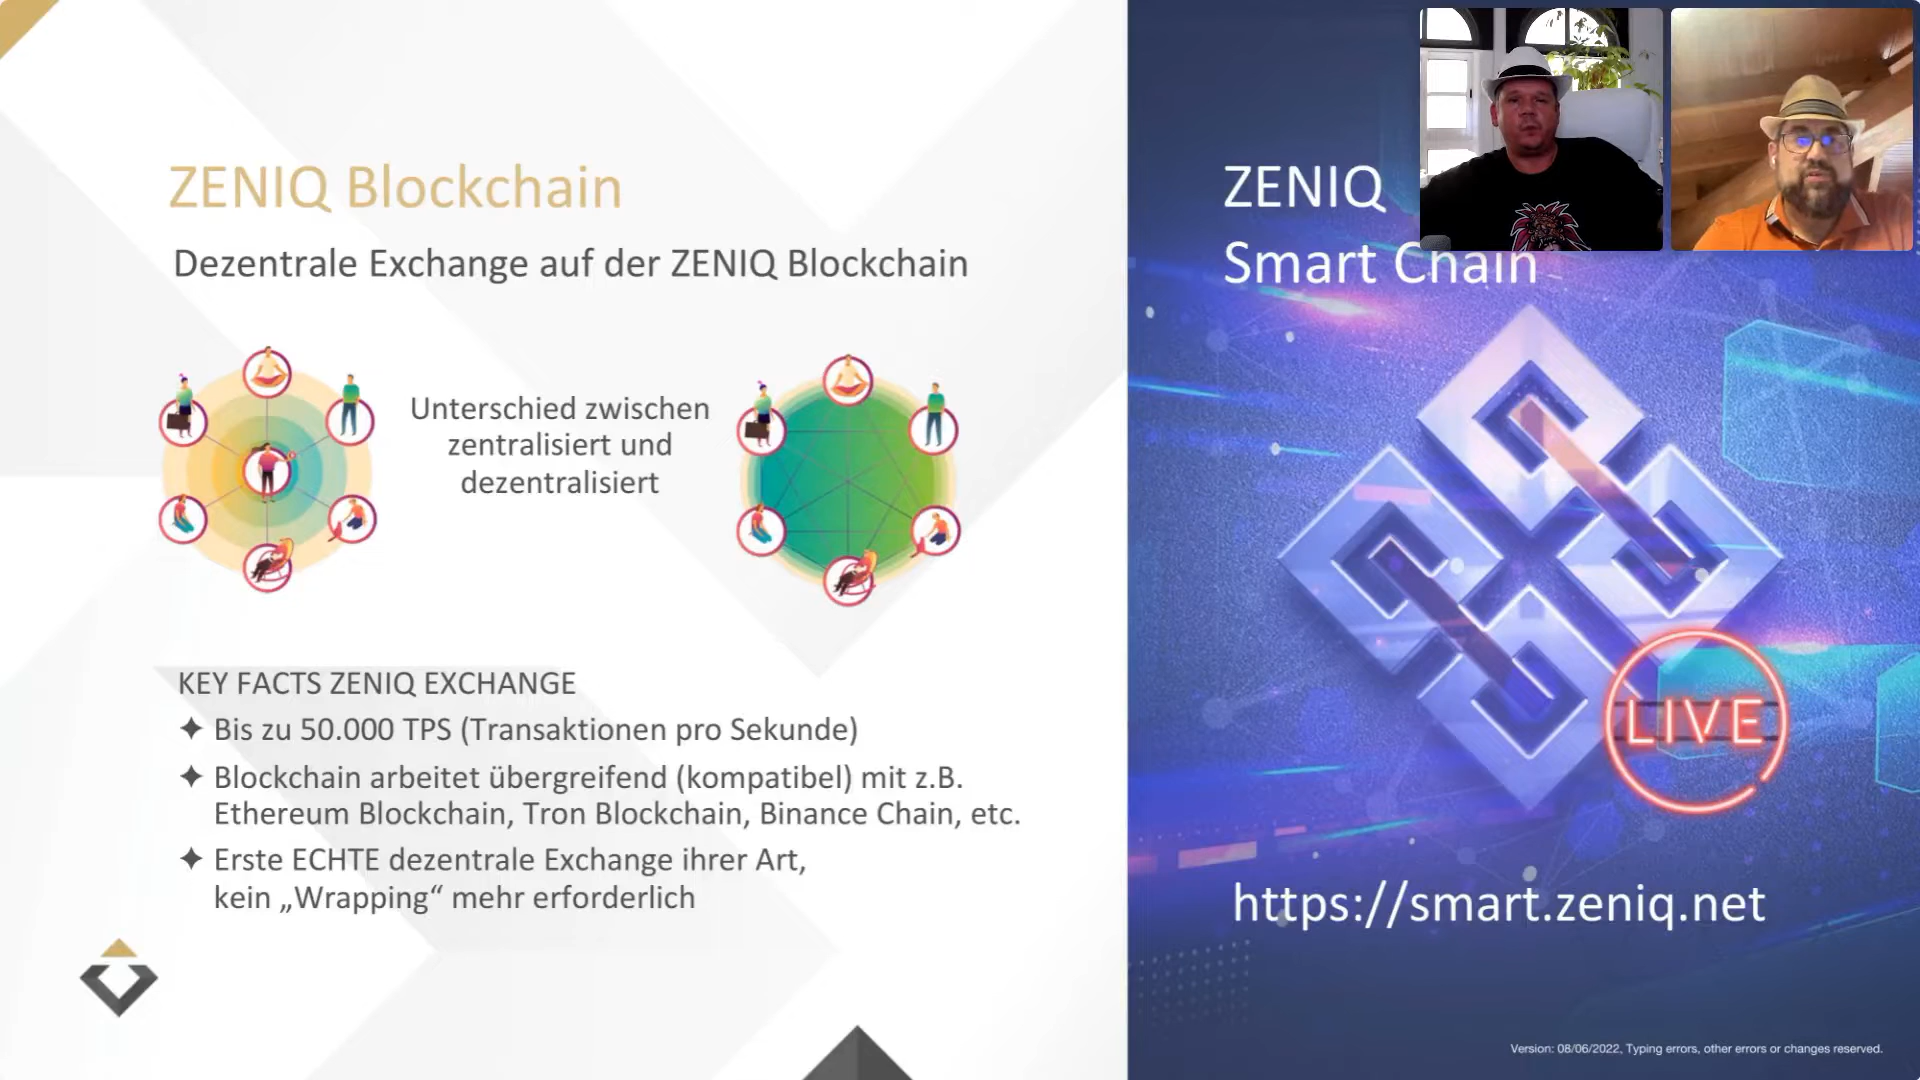 ZENIQ Blockchain
Dezentrale Exchange auf der ZENIQ Blockchain
Unterschied zwischen
zentralisiert und
dezentralisiert
KEY FACTS ZENIQ EXCHANGE
✦ Bis zu 50.000 TPS (Transaktionen pro Sekunde)
✦ Blockchain arbeitet übergreifend (kompatibel) mit z.B.
Ethereum Blockchain, Tron Blockchain, Binance Chain, etc.
✦ Erste ECHTE dezentrale Exchange ihrer Art,
kein „Wrapping“ mehr erforderlich
ZENIQ
Smart Chain
LIVE
https://smart.zeniq.net
Version: 08/06/2022, Typing errors, other errors or changes reserved.